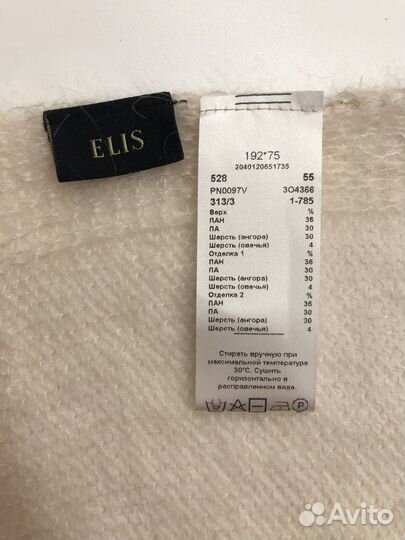 ELIS
192*75
2040120651735
528 55
PN0097V 3O4366
313/3 1-785
Верх %
ПАН 36
ПА 30
Шерсть (ангора) 30
Шерсть (овечья) 4
Отделка 1 %
ПАН 36
ПА 30
Шерсть (ангора) 30
Шерсть (овечья) 4
Отделка 2 %
ПАН 36
ПА 30
Шерсть (ангора) 30
Шерсть (овечья) 4
Стирать вручную при
максимальной температуре
30°C. Сушить
горизонтально в
расправленном виде.
P
Avito